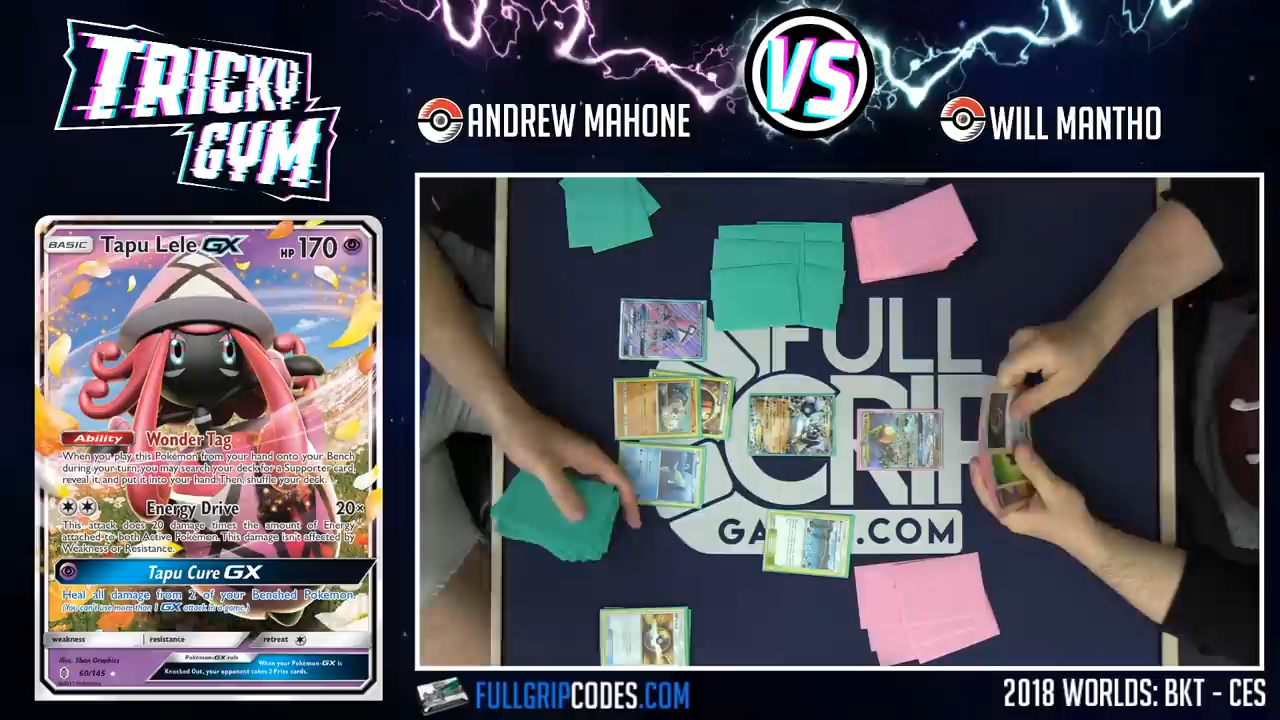 TRICKY
GYM
ANDREW MAHONE
VS
WILL MANTHO
BASIC Tapu Lele GX HP 170
Ability Wonder Tag
When you play this Pokémon from your hand onto your Bench
during your turn, you may search your deck for a Supporter card,
reveal it, and put it into your hand. Then, shuffle your deck.
Energy Drive 20×
This attack does 20 damage times the amount of Energy
attached to both Active Pokémon. This damage isn't affected by
Weakness or Resistance.
Tapu Cure GX
Heal all damage from 2 of your Benched Pokémon.
(You can't use more than 1 GX attack in a game.)
weakness resistance retreat
Pokémon-GX rule
When your Pokémon-GX is
Knocked Out, your opponent takes 2 Prize cards.
60/145
FULL
GRIP
.COM
FULLGRIPCODES.COM
2018 WORLDS: BKT - CES